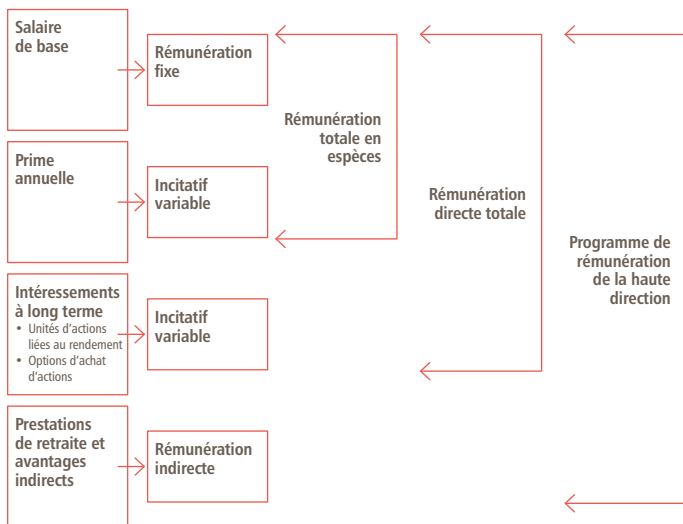 Salaire
de base
Rémunération
fixe
Rémunération
totale en
espèces
Prime
annuelle
Incitatif
variable
Rémunération
directe totale
Programme de
rémunération
de la haute
direction
Intéressements
à long terme
• Unités d'actions
liées au rendement
• Options d'achat
d'actions
Incitatif
variable
Prestations
de retraite et
avantages
indirects
Rémunération
indirecte